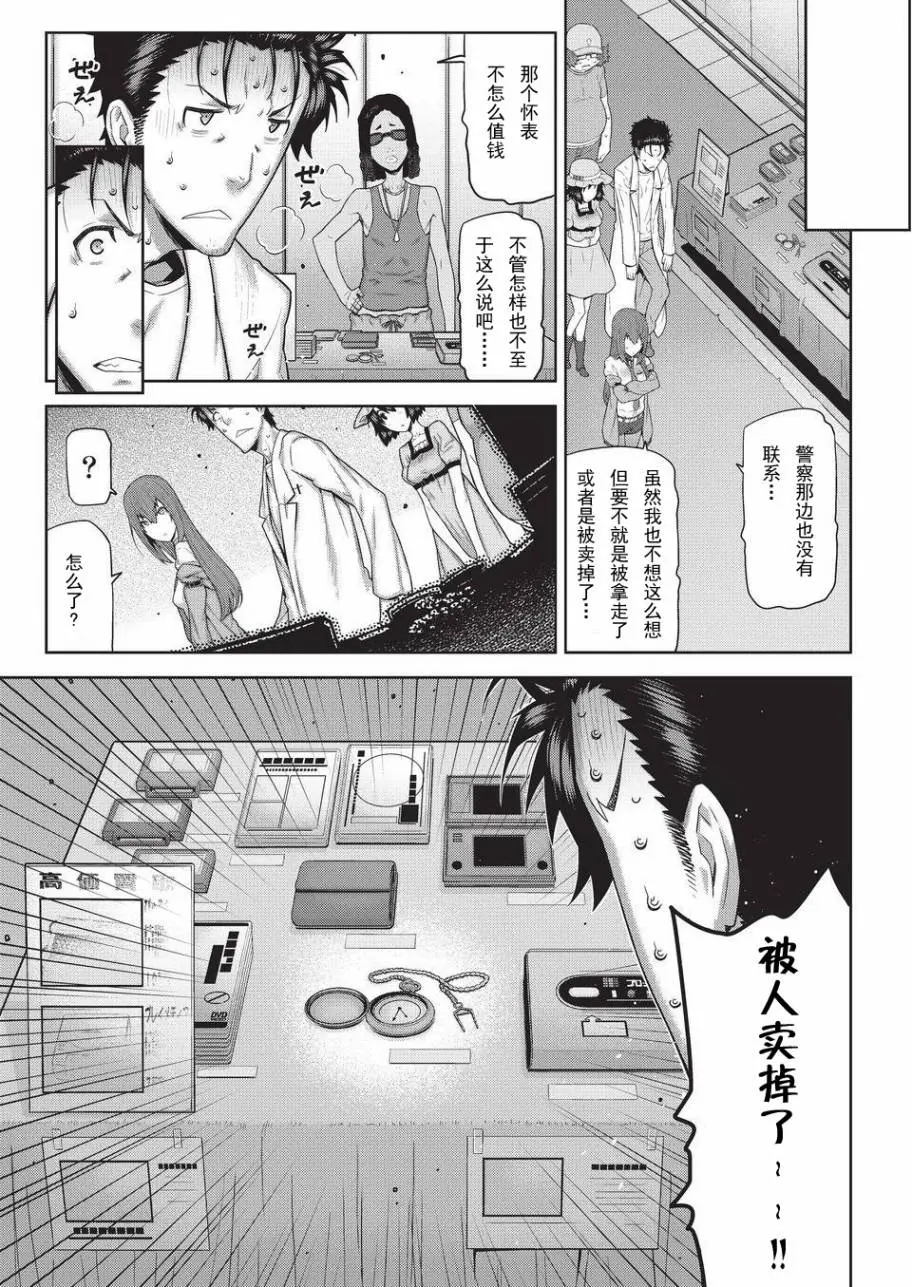 警察那边也没有
联系…
虽然我也不想这么想
但要不就是被拿走了
或者是被卖掉了…
那个怀表
不怎么值钱
不管怎样也不至
于这么说吧……
ぜぇ
ぜぇ
ぜぇ
?
怎么了?
被人卖掉了~~~!!
高価買取
DVD